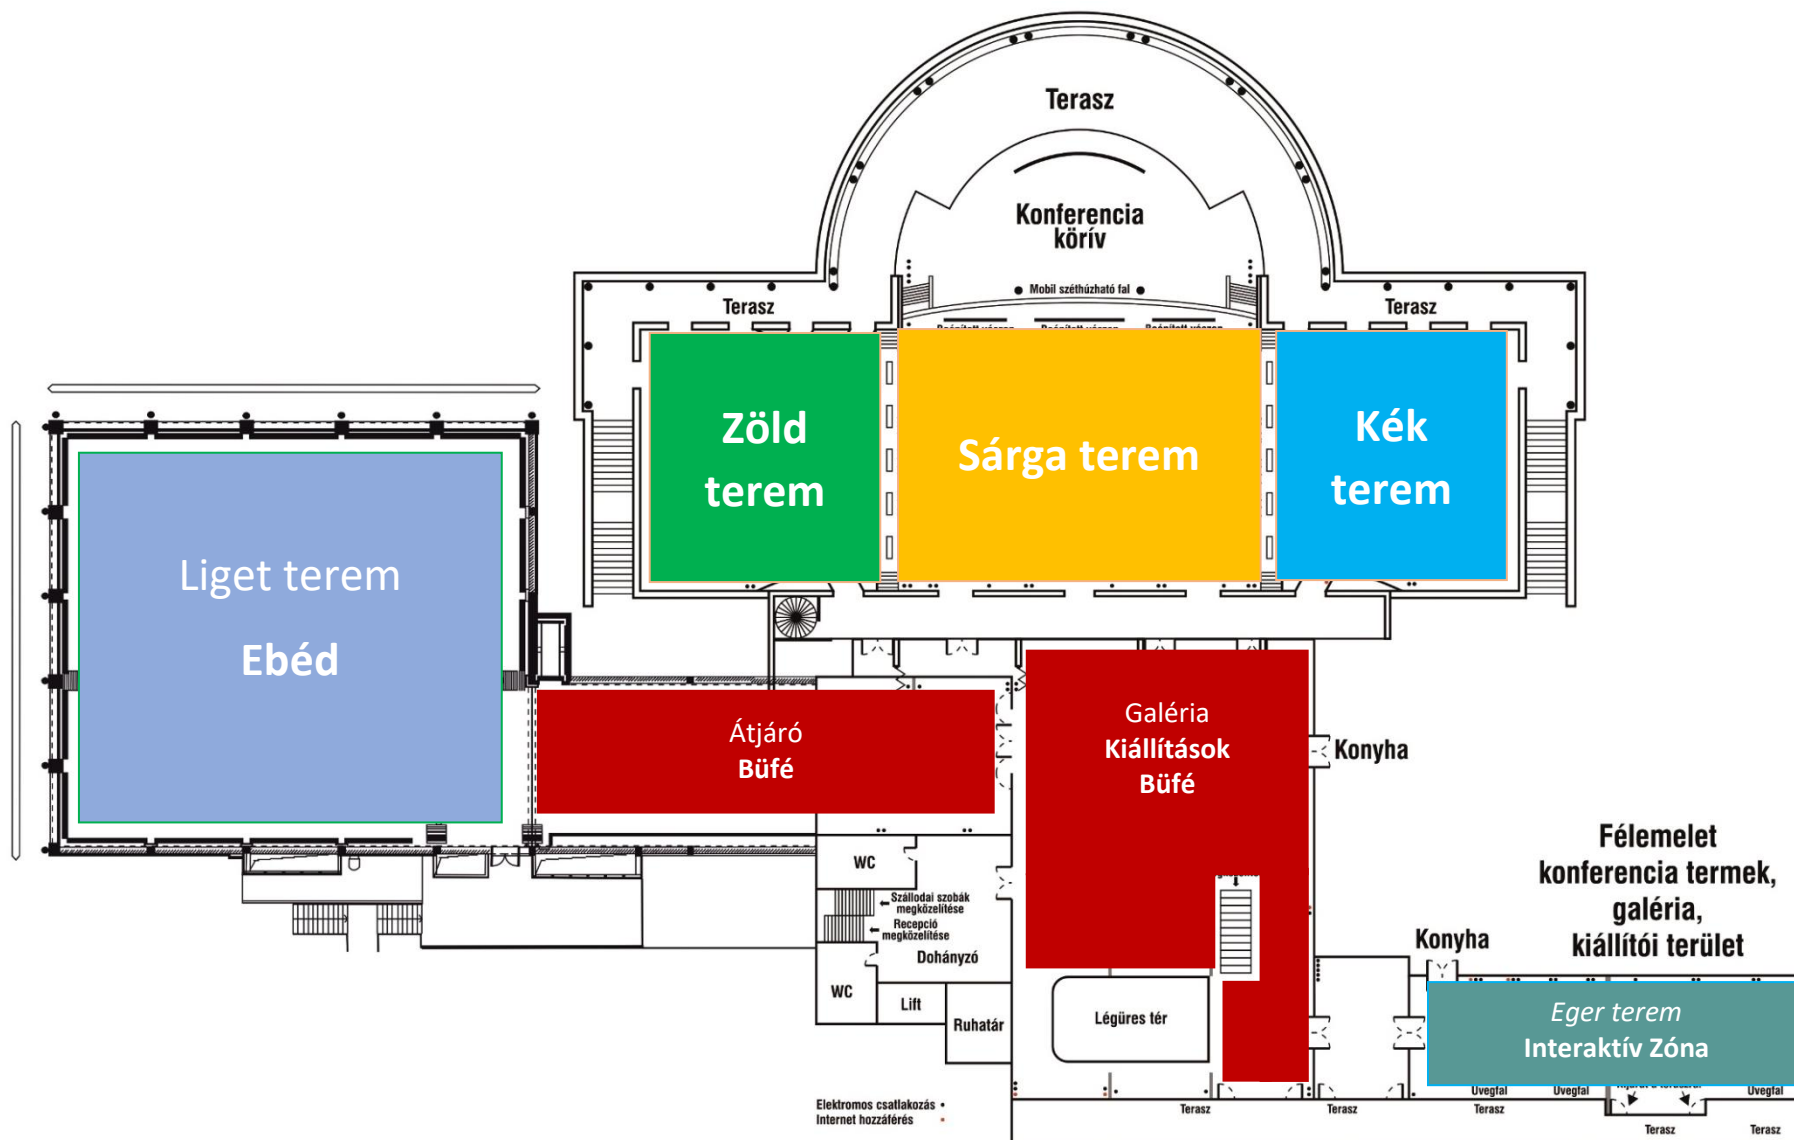 Terasz
Konferencia
körív
Mobil széthúzható fal
Terasz
Terasz
Zöld
terem
Sárga terem
Kék
terem
Liget terem
Ebéd
Átjáró
Büfé
Galéria
Kiállítások
Büfé
Konyha
WC
Szállodai szobák
megközelítése
Recepció
megközelítése
Dohányzó
WC
Lift
Ruhatár
Légüres tér
Félemelet
konferencia termek,
galéria,
kiállítói terület
Konyha
Eger terem
Interaktív Zóna
Üvegfal
Üvegfal
Üvegfal
Elektromos csatlakozás
Internet hozzáférés
Terasz
Terasz
Terasz
Terasz
Terasz